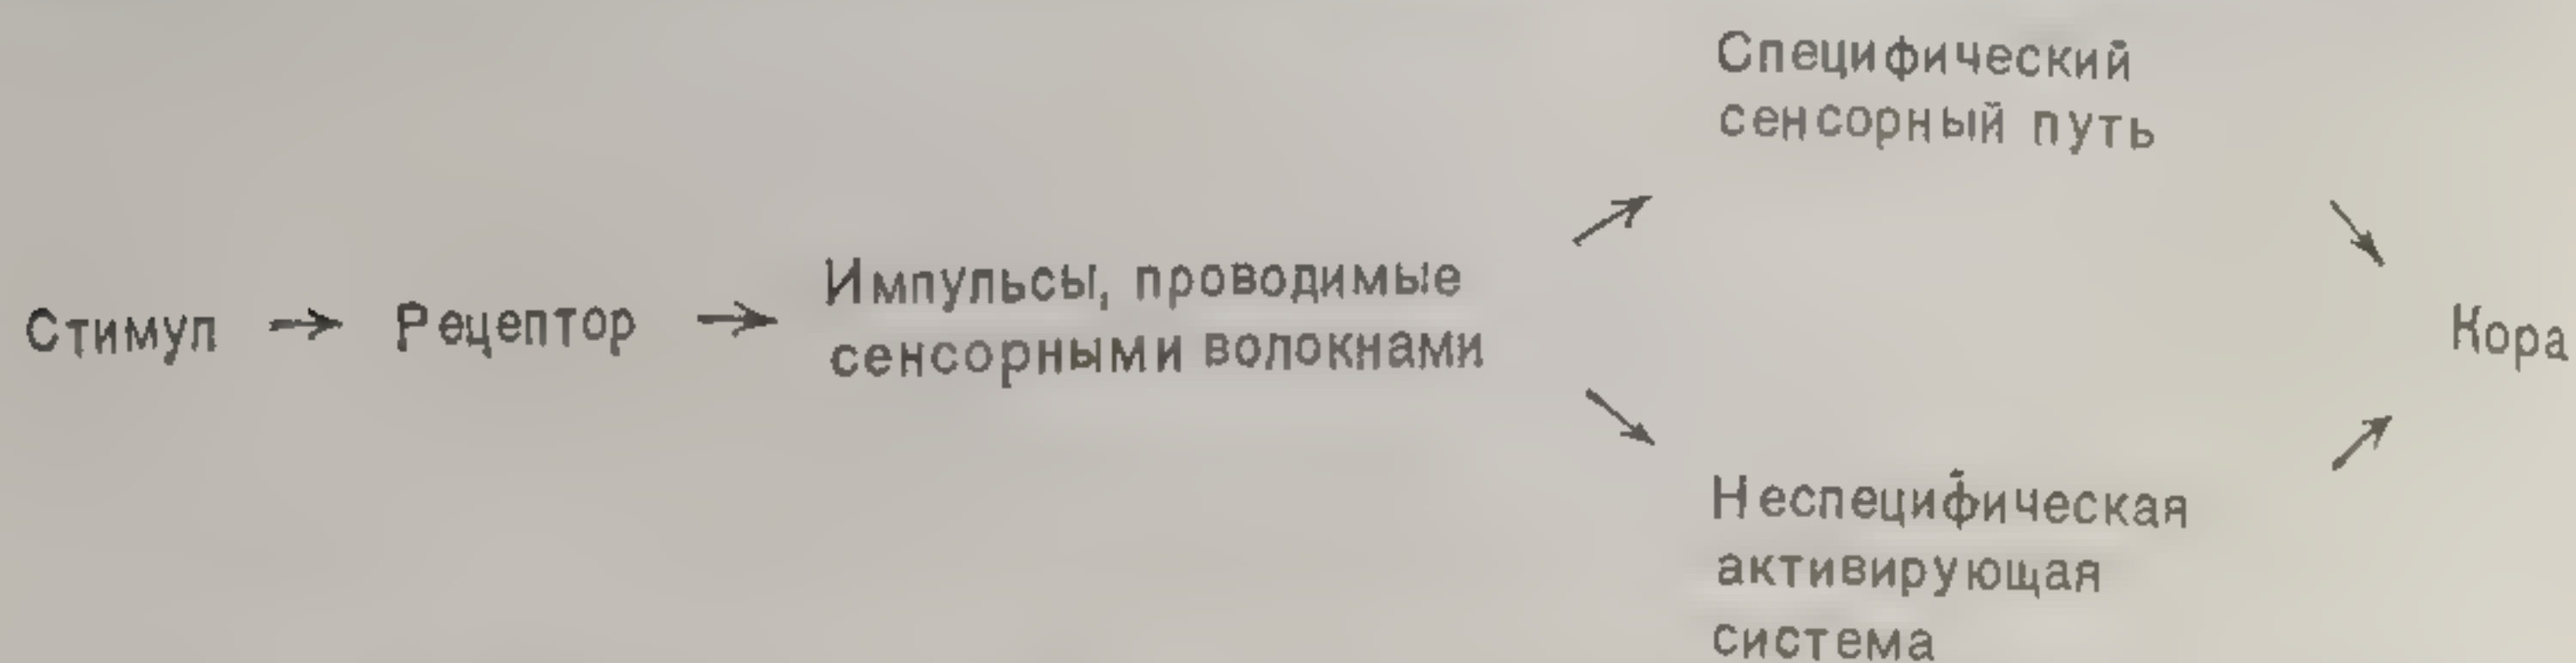 Стимул → Рецептор → Импульсы, проводимые
сенсорными волокнами
Специфический
сенсорный путь
Неспецифическая
активирующая
система
Кора